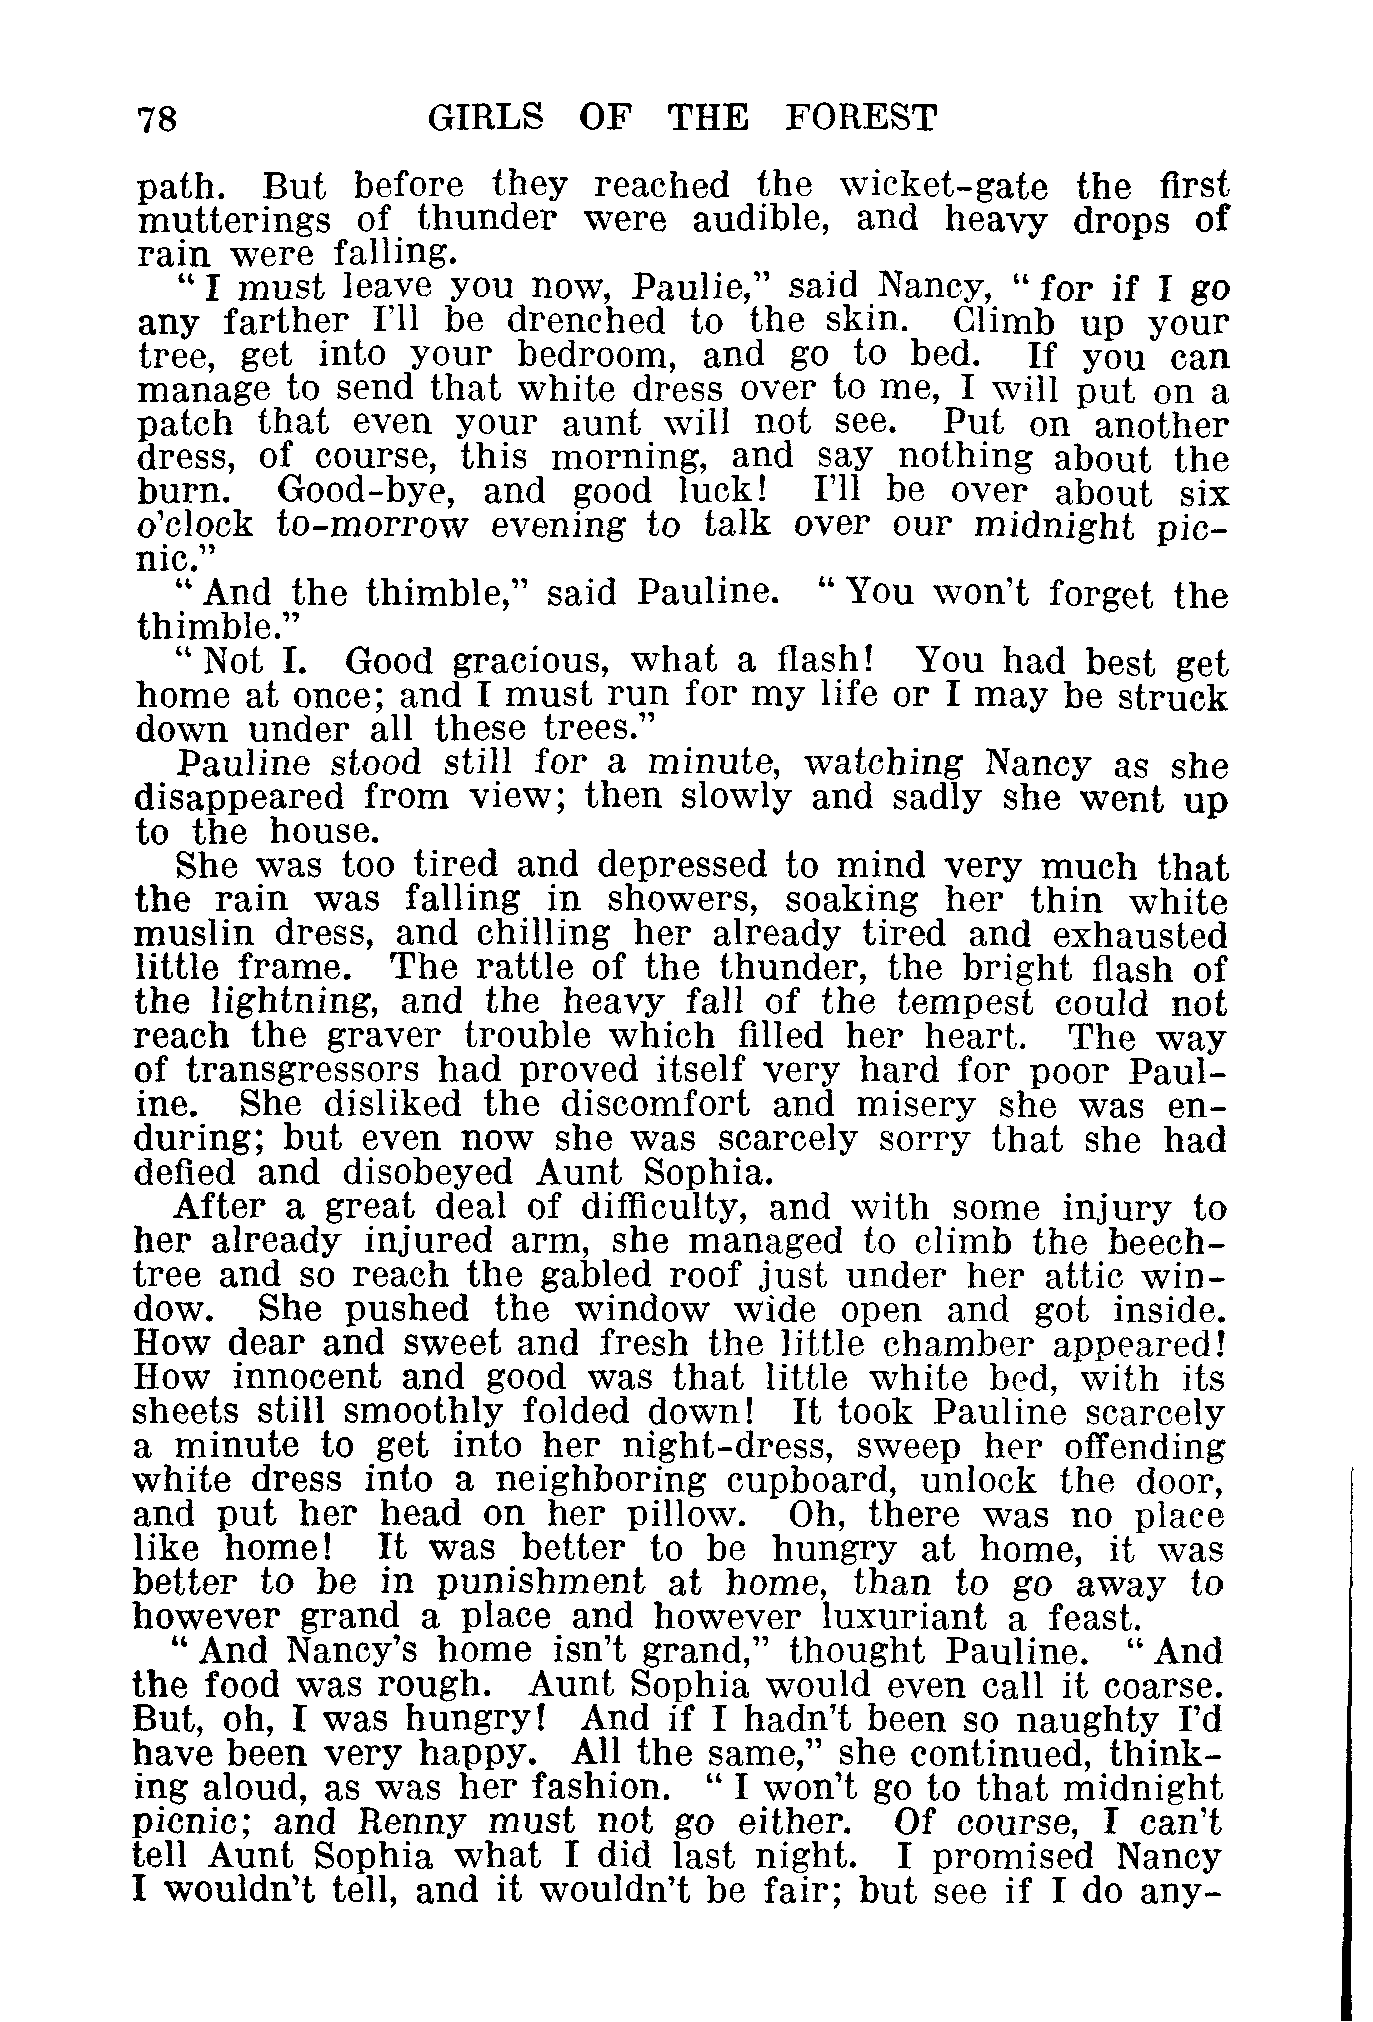 78 GIRLS OF THE FOREST
path. But before they reached the wicket-gate the first
mutterings of thunder were audible, and heavy drops of
rain were falling.
“ I must leave you now, Paulie,” said Nancy, “ for if I go
any farther I’ll be drenched to the skin. Climb up your
tree, get into your bedroom, and go to bed. If you can
manage to send that white dress over to me, I will put on a
patch that even your aunt will not see. Put on another
dress, of course, this morning, and say nothing about the
burn. Good-bye, and good luck! I’ll be over about six
o’clock to-morrow evening to talk over our midnight pic-
nic.”
“ And the thimble,” said Pauline. “ You won’t forget the
thimble.”
“ Not I. Good gracious, what a flash! You had best get
home at once; and I must run for my life or I may be struck
down under all these trees.”
Pauline stood still for a minute, watching Nancy as she
disappeared from view; then slowly and sadly she went up
to the house.
She was too tired and depressed to mind very much that
the rain was falling in showers, soaking her thin white
muslin dress, and chilling her already tired and exhausted
little frame. The rattle of the thunder, the bright flash of
the lightning, and the heavy fall of the tempest could not
reach the graver trouble which filled her heart. The way
of transgressors had proved itself very hard for poor Paul-
ine. She disliked the discomfort and misery she was en-
during; but even now she was scarcely sorry that she had
defied and disobeyed Aunt Sophia.
After a great deal of difficulty, and with some injury to
her already injured arm, she managed to climb the beech-
tree and so reach the gabled roof just under her attic win-
dow. She pushed the window wide open and got inside.
How dear and sweet and fresh the little chamber appeared!
How innocent and good was that little white bed, with its
sheets still smoothly folded down! It took Pauline scarcely
a minute to get into her night-dress, sweep her offending
white dress into a neighboring cupboard, unlock the door,
and put her head on her pillow. Oh, there was no place
like home! It was better to be hungry at home, it was
better to be in punishment at home, than to go away to
however grand a place and however luxuriant a feast.
“ And Nancy’s home isn’t grand,” thought Pauline. “ And
the food was rough. Aunt Sophia would even call it coarse.
But, oh, I was hungry! And if I hadn’t been so naughty I’d
have been very happy. All the same,” she continued, think-
ing aloud, as was her fashion. “ I won’t go to that midnight
picnic; and Renny must not go either. Of course, I can’t
tell Aunt Sophia what I did last night. I promised Nancy
I wouldn’t tell, and it wouldn’t be fair; but see if I do any-